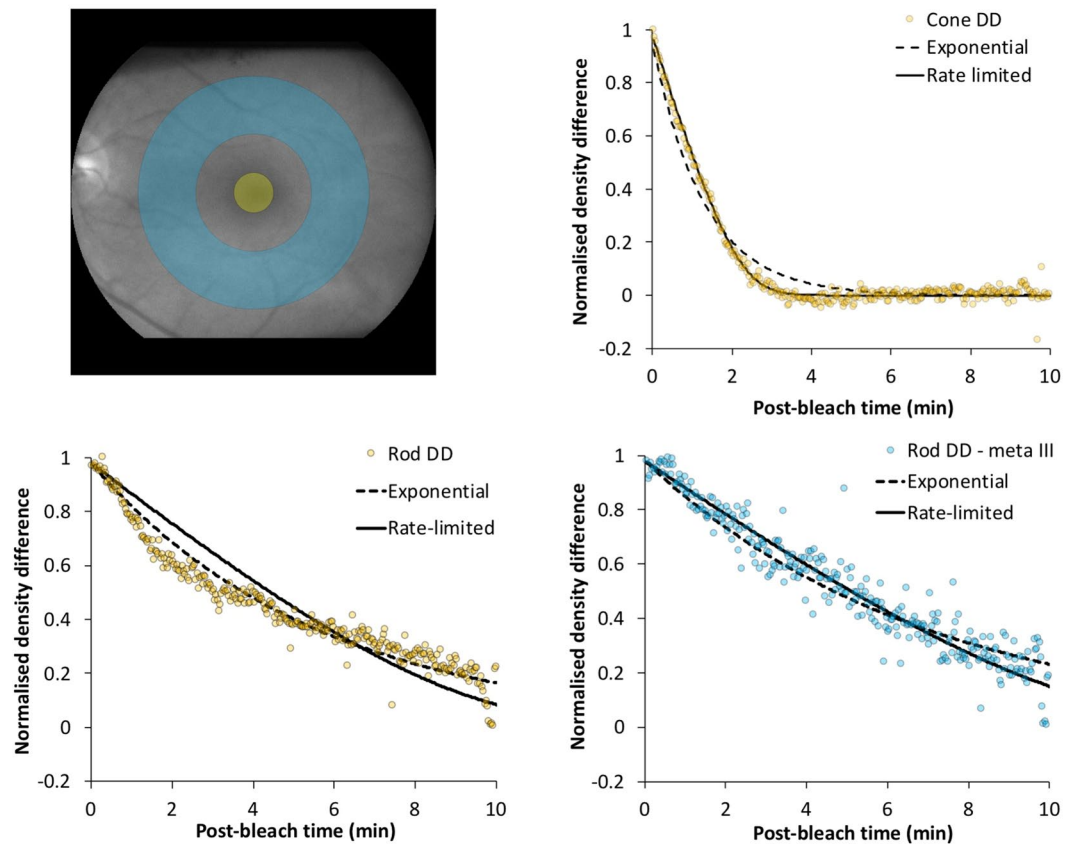 Cone DD
Exponential
Rate limited
Normalised density difference
1
0.8
0.6
0.4
0.2
0
-0.2
0 2 4 6 8 10
Post-bleach time (min)
Rod DD
Exponential
Rate-limited
Normalised density difference
1
0.8
0.6
0.4
0.2
0
-0.2
0 2 4 6 8 10
Post-bleach time (min)
Rod DD - meta III
Exponential
Rate-limited
Normalised density difference
1
0.8
0.6
0.4
0.2
0
-0.2
0 2 4 6 8 10
Post-bleach time (min)